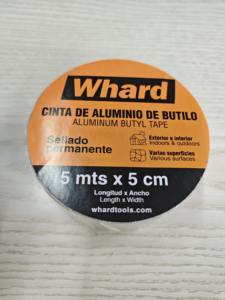 Whard
CINTA DE ALUMINIO DE BUTILO
ALUMINUM BUTYL TAPE
Sellado
permanente
Exterior x interior
Indoors & outdoors
Varias superficies
Various surfaces
5 mts x 5 cm
Longitud x Ancho
Length x Width
whardtools.com